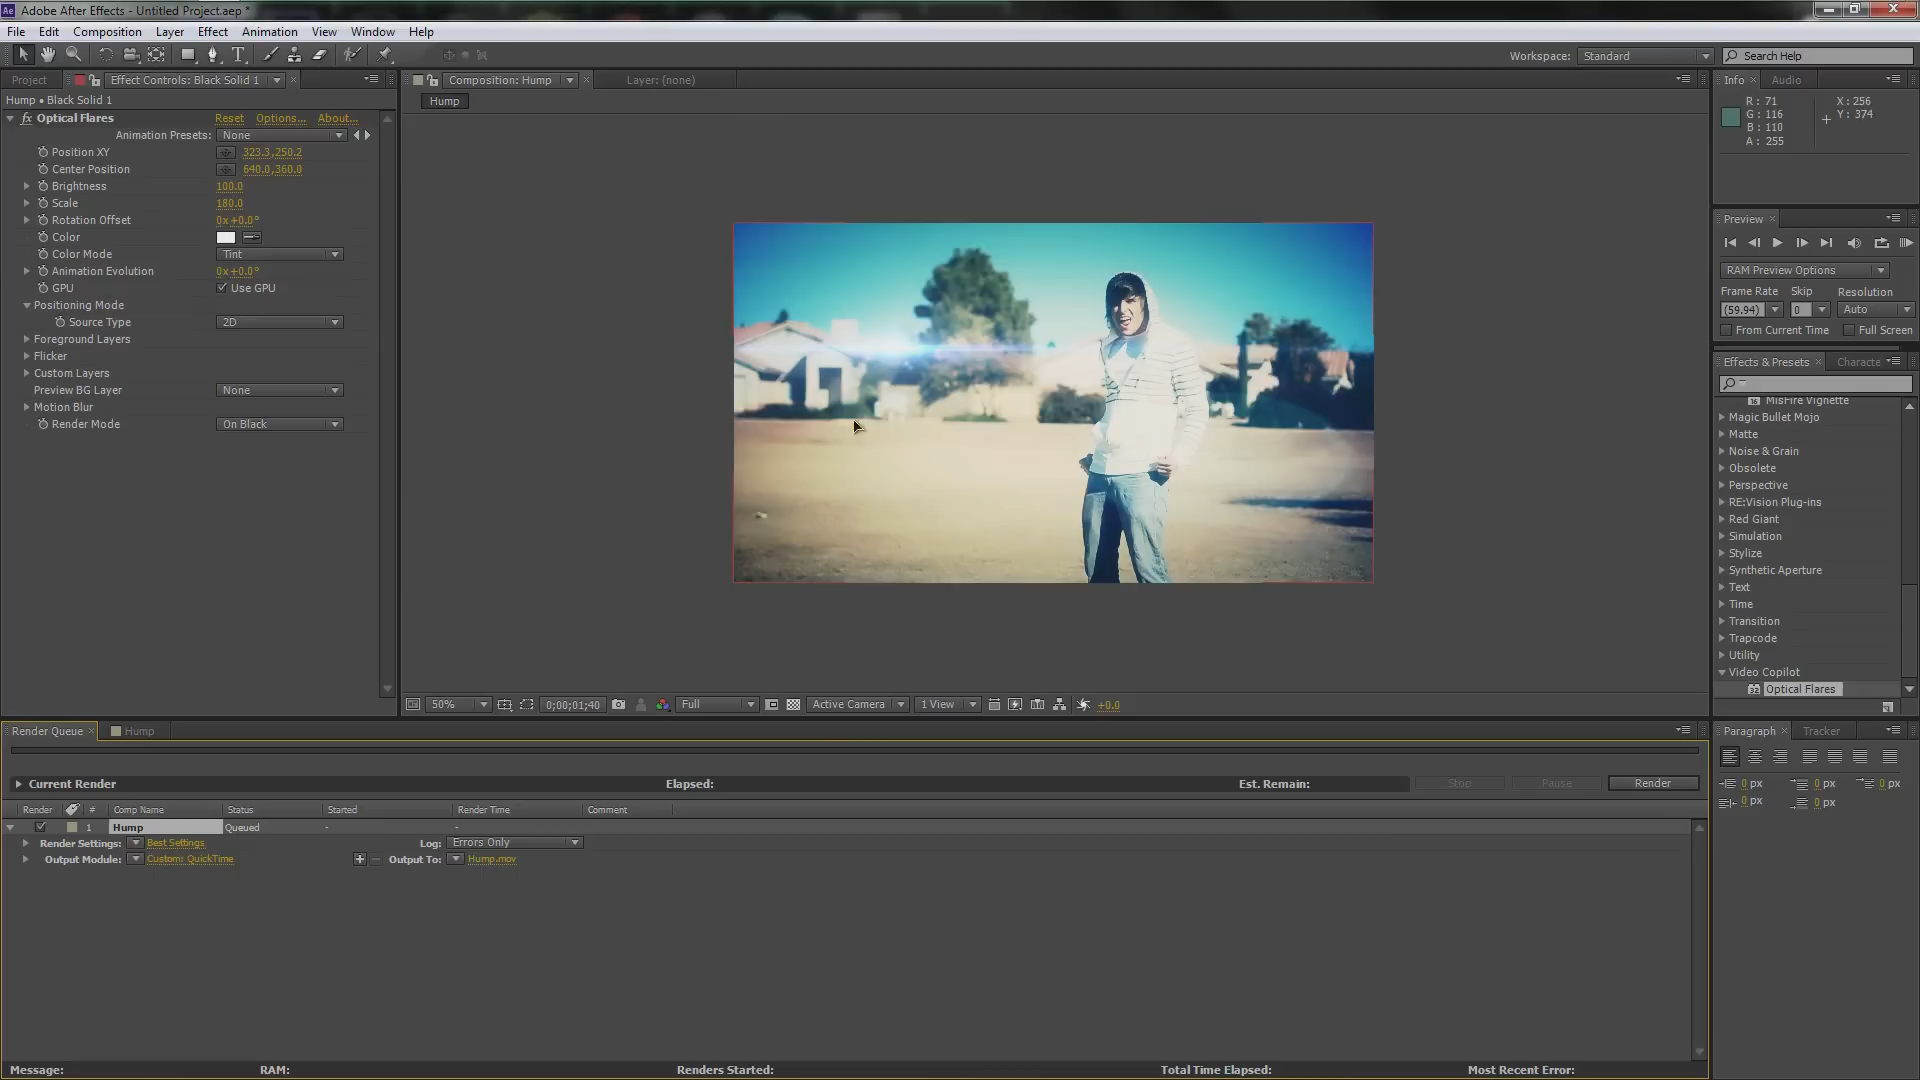 Adobe After Effects - Untitled Project.aep *
File Edit Composition Layer Effect Animation View Window Help
Workspace: Standard Search Help
Project Effect Controls: Black Solid 1
Hump • Black Solid 1
Optical Flares Reset Options... About...
Animation Presets: None
Position XY 323.3,250.2
Center Position 640.0,360.0
Brightness 100.0
Scale 180.0
Rotation Offset 0x+0.0°
Color
Color Mode Tint
Animation Evolution 0x+0.0°
GPU Use GPU
Positioning Mode
Source Type 2D
Foreground Layers
Flicker
Custom Layers
Preview BG Layer None
Motion Blur
Render Mode On Black
Composition: Hump Layer: (none)
Hump
50% 0;00;01;40 Full Active Camera 1 View +0.0
Info Audio
R: 71 X: 256
G: 116 Y: 374
B: 110
A: 255
Preview
RAM Preview Options
Frame Rate Skip Resolution
(59.94) 0 Auto
From Current Time Full Screen
Effects & Presets Characte
MisFire Vignette
Magic Bullet Mojo
Matte
Noise & Grain
Obsolete
Perspective
RE:Vision Plug-ins
Red Giant
Simulation
Stylize
Synthetic Aperture
Text
Time
Transition
Trapcode
Utility
Video Copilot
Optical Flares
Render Queue Hump
Current Render Elapsed: Est. Remain: Stop Pause Render
Render # Comp Name Status Started Render Time Comment
1 Hump Queued - -
Render Settings: Best Settings Log: Errors Only
Output Module: Custom: QuickTime Output To: Hump.mov
Message: RAM: Renders Started: Total Time Elapsed: Most Recent Error:
Paragraph Tracker
0 px 0 px 0 px
0 px 0 px